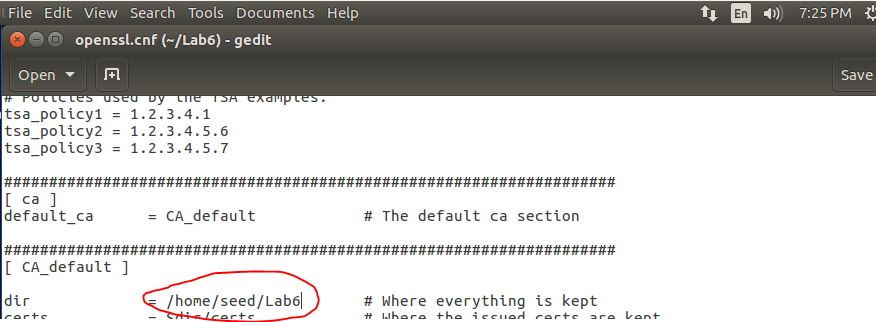 File Edit View Search Tools Documents Help En 7:25 PM
openssl.cnf (~/Lab6) - gedit
Open Save
# Policies used by the TSA examples.
tsa_policy1 = 1.2.3.4.1
tsa_policy2 = 1.2.3.4.5.6
tsa_policy3 = 1.2.3.4.5.7
####################################################################
[ ca ]
default_ca = CA_default # The default ca section
####################################################################
[ CA_default ]
dir = /home/seed/Lab6 # Where everything is kept
certs = $dir/certs # Where the issued certs are kept